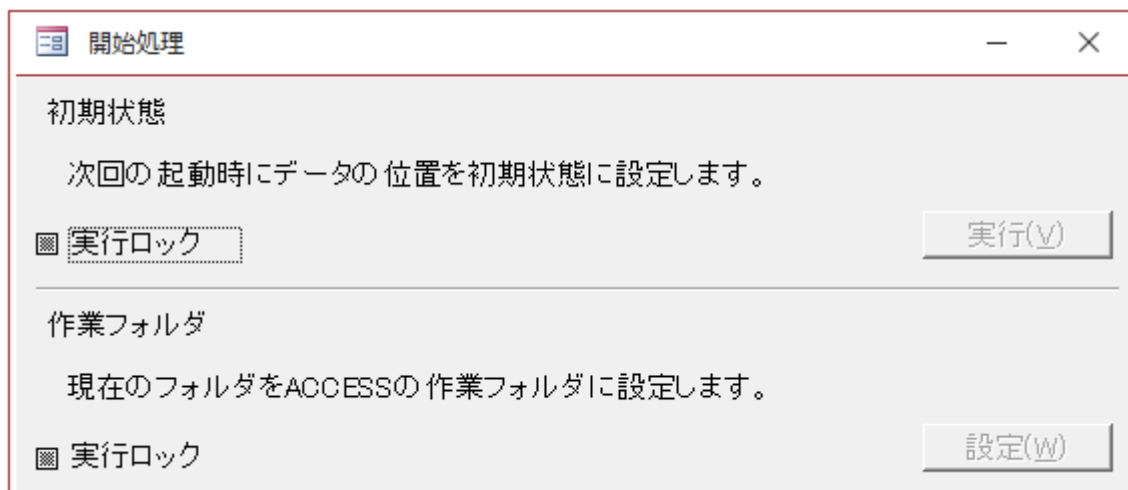 開始処理
初期状態
次回の起動時にデータの位置を初期状態に設定します。
実行ロック
実行(V)
作業フォルダ
現在のフォルダをACCESSの作業フォルダに設定します。
実行ロック
設定(W)